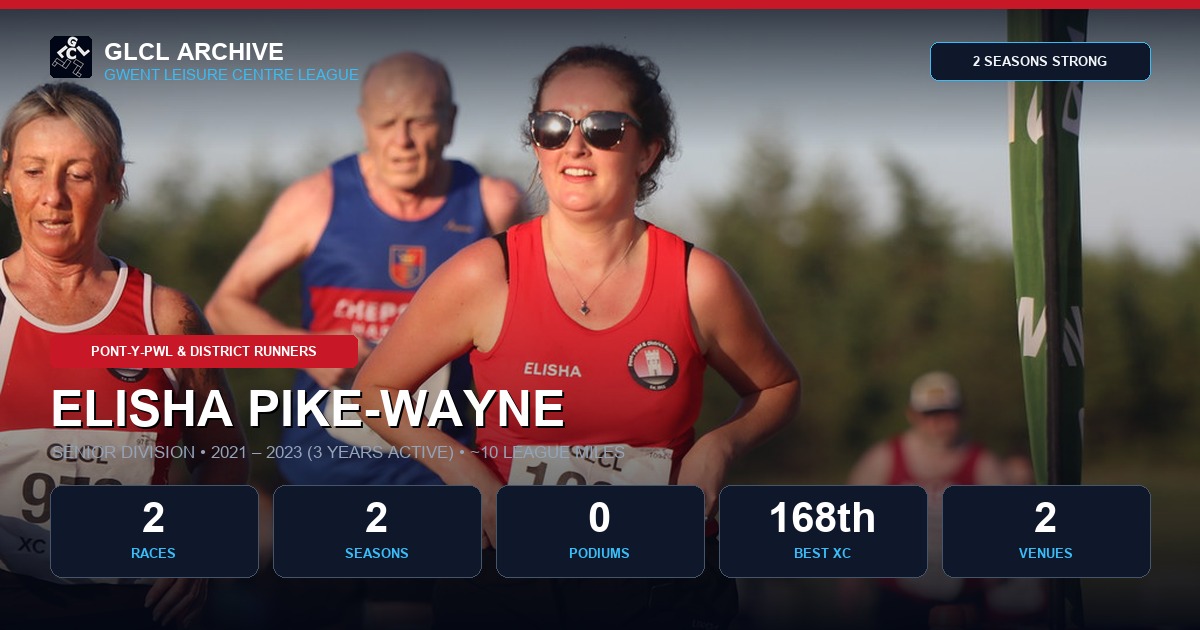 GLCL ARCHIVE
GWENT LEISURE CENTRE LEAGUE
2 SEASONS STRONG
PONT-Y-PWL & DISTRICT RUNNERS
ELISHA
ELISHA PIKE-WAYNE
SENIOR DIVISION • 2021 – 2023 (3 YEARS ACTIVE) • ~10 LEAGUE MILES
GLCL
GLCL
XC
2
RACES
2
SEASONS
0
PODIUMS
168th
BEST XC
2
VENUES